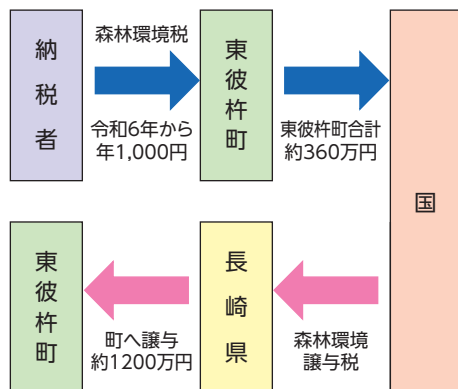 納税者
森林環境税
令和6年から
年1,000円
東彼杵町
東彼杵町合計
約360万円
国
森林環境
譲与税
長崎県
町へ譲与
約1200万円
東彼杵町